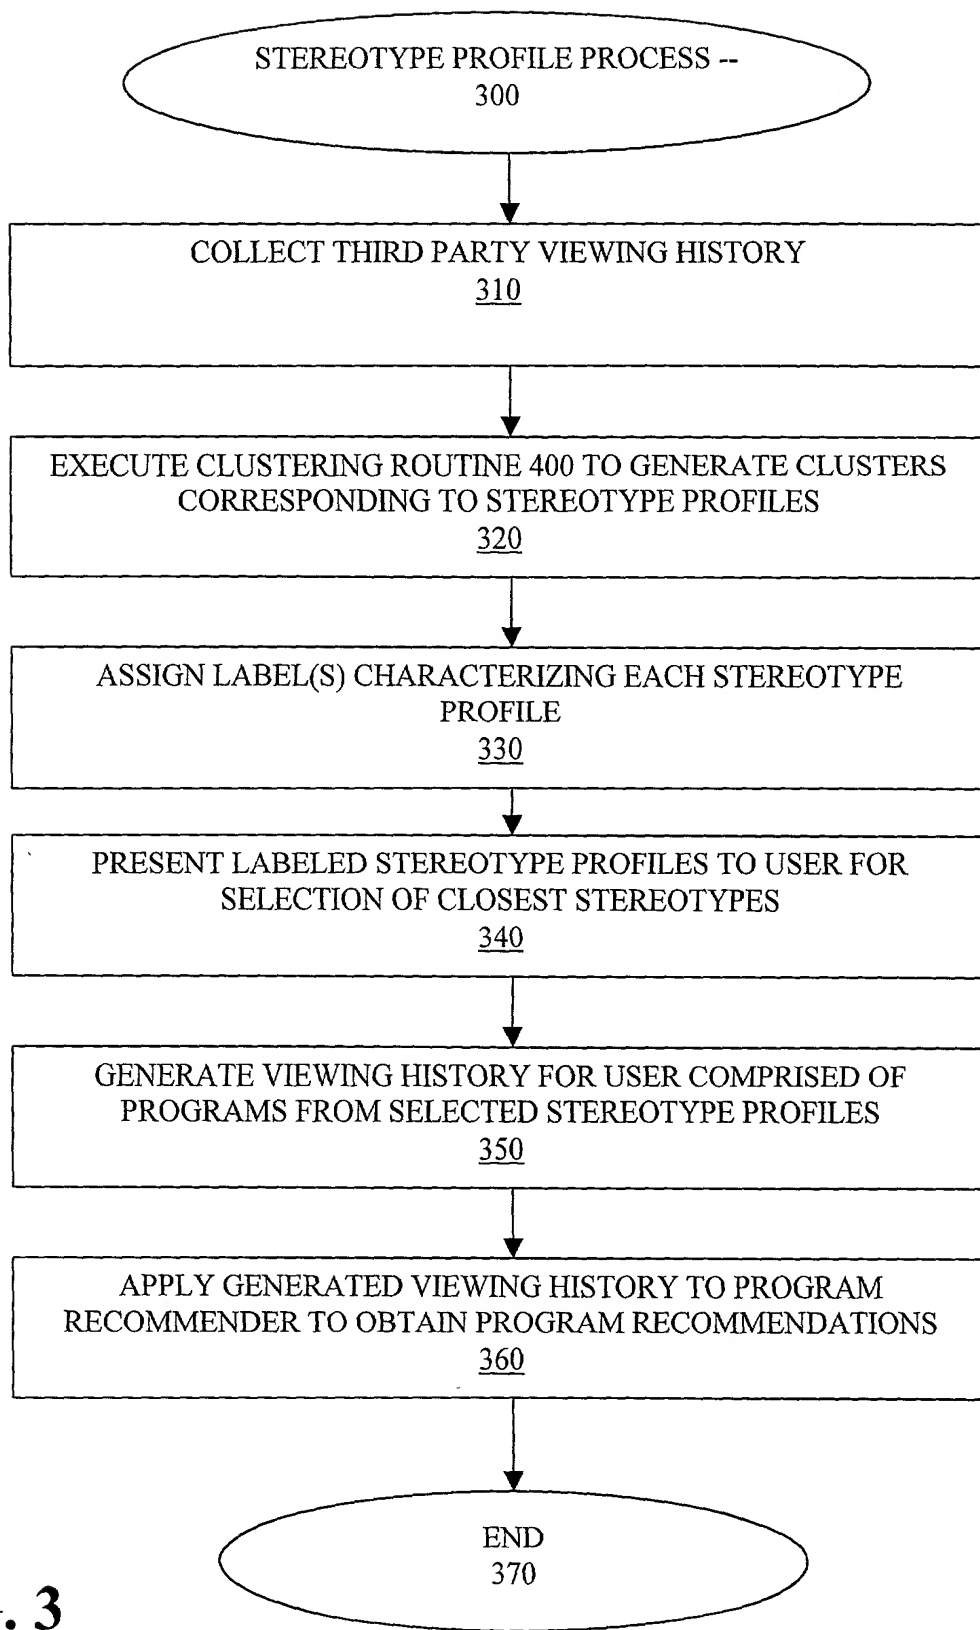 STEREOTYPE PROFILE PROCESS --
300
COLLECT THIRD PARTY VIEWING HISTORY
310
EXECUTE CLUSTERING ROUTINE 400 TO GENERATE CLUSTERS
CORRESPONDING TO STEREOTYPE PROFILES
320
ASSIGN LABEL(S) CHARACTERIZING EACH STEREOTYPE
PROFILE
330
PRESENT LABELED STEREOTYPE PROFILES TO USER FOR
SELECTION OF CLOSEST STEREOTYPES
340
GENERATE VIEWING HISTORY FOR USER COMPRISED OF
PROGRAMS FROM SELECTED STEREOTYPE PROFILES
350
APPLY GENERATED VIEWING HISTORY TO PROGRAM
RECOMMENDER TO OBTAIN PROGRAM RECOMMENDATIONS
360
END
370
. 3